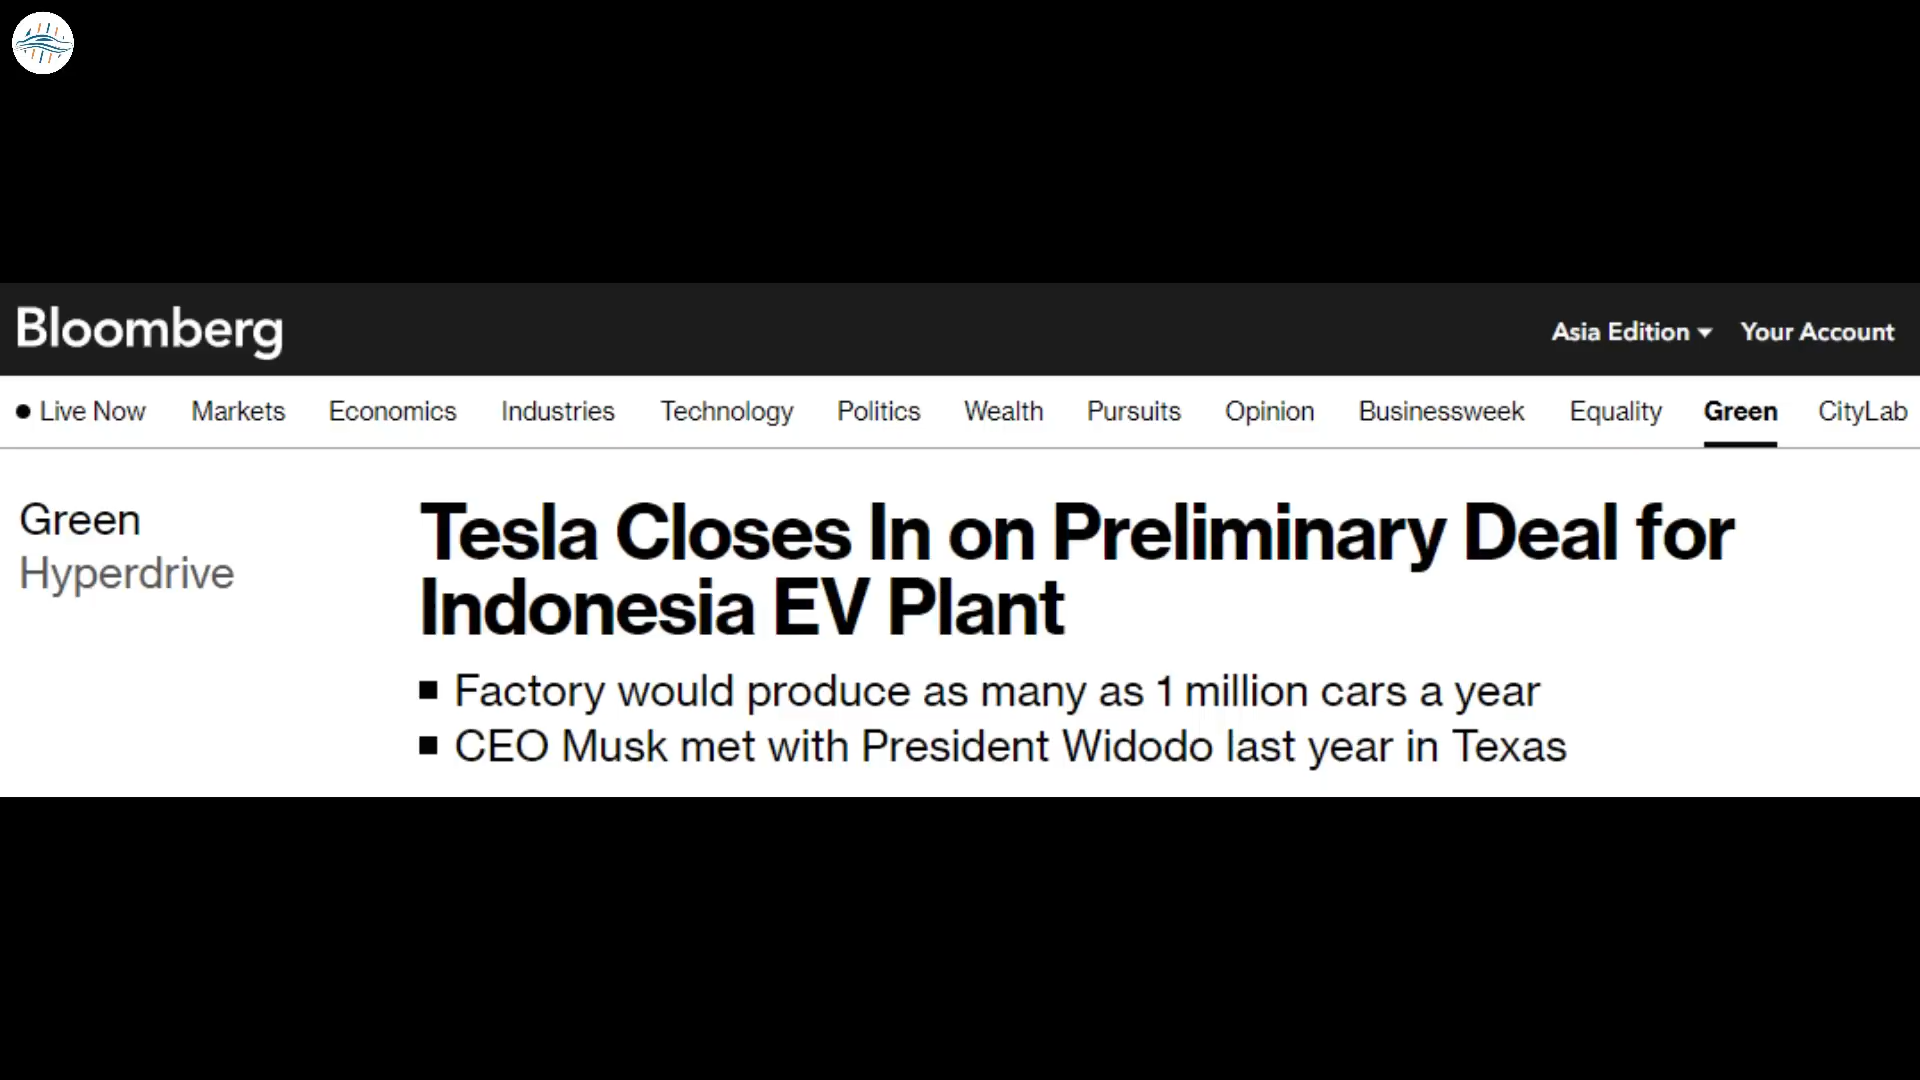 Bloomberg
Asia Edition Your Account
Live Now Markets Economics Industries Technology Politics Wealth Pursuits Opinion Businessweek Equality Green CityLab
Green
Hyperdrive
Tesla Closes In on Preliminary Deal for
Indonesia EV Plant
Factory would produce as many as 1 million cars a year
CEO Musk met with President Widodo last year in Texas